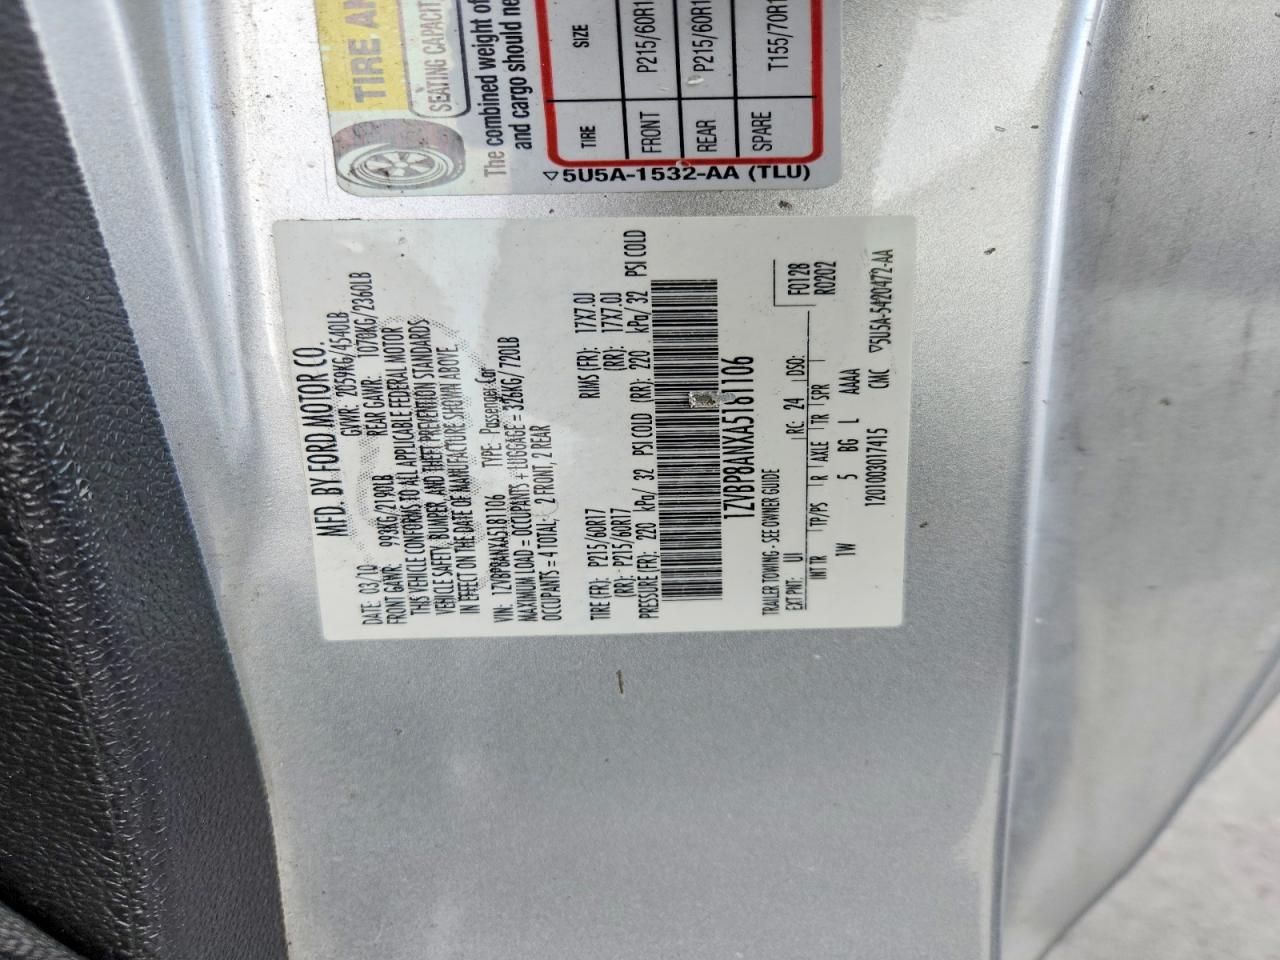 TIRE AN
SEATING CAPACIT
The combined weight of
and cargo should ne
TIRE SIZE
FRONT P215/60R1
REAR P215/60R1
SPARE T155/70R1
▽5U5A-1532-AA (TLU)
MFD. BY FORD MOTOR CO.
DATE: 03/10 GVWR: 2059KG/4540LB
FRONT GAWR: 993KG/2190LB REAR GAWR: 1070KG/2360LB
THIS VEHICLE CONFORMS TO ALL APPLICABLE FEDERAL MOTOR
VEHICLE SAFETY, BUMPER, AND THEFT PREVENTION STANDARDS
IN EFFECT ON THE DATE OF MANUFACTURE SHOWN ABOVE.
VIN: 1ZVBP8ANXA5181106 TYPE: Passenger Car
MAXIMUM LOAD = OCCUPANTS + LUGGAGE = 326KG/720LB
OCCUPANTS = 4 TOTAL: 2 FRONT, 2 REAR
TIRE (FR): P215/60R17 RIMS (FR): 17X7.0J
(RR): P215/60R17 (RR): 17X7.0J
PRESSURE (FR): 220 kPa/ 32 PSI COLD (RR): 220 kPa/ 32 PSI COLD
1ZVBP8ANXA5181106
TRAILER TOWING - SEE OWNER GUIDE
EXT PNT: UI RC: 24 DSO: F0128
R0202
INT TR TP/PS R AXLE TR SPR
TW 5 BG L AAAA
1201003017415 CMC ▽5U5A-5420472-AA